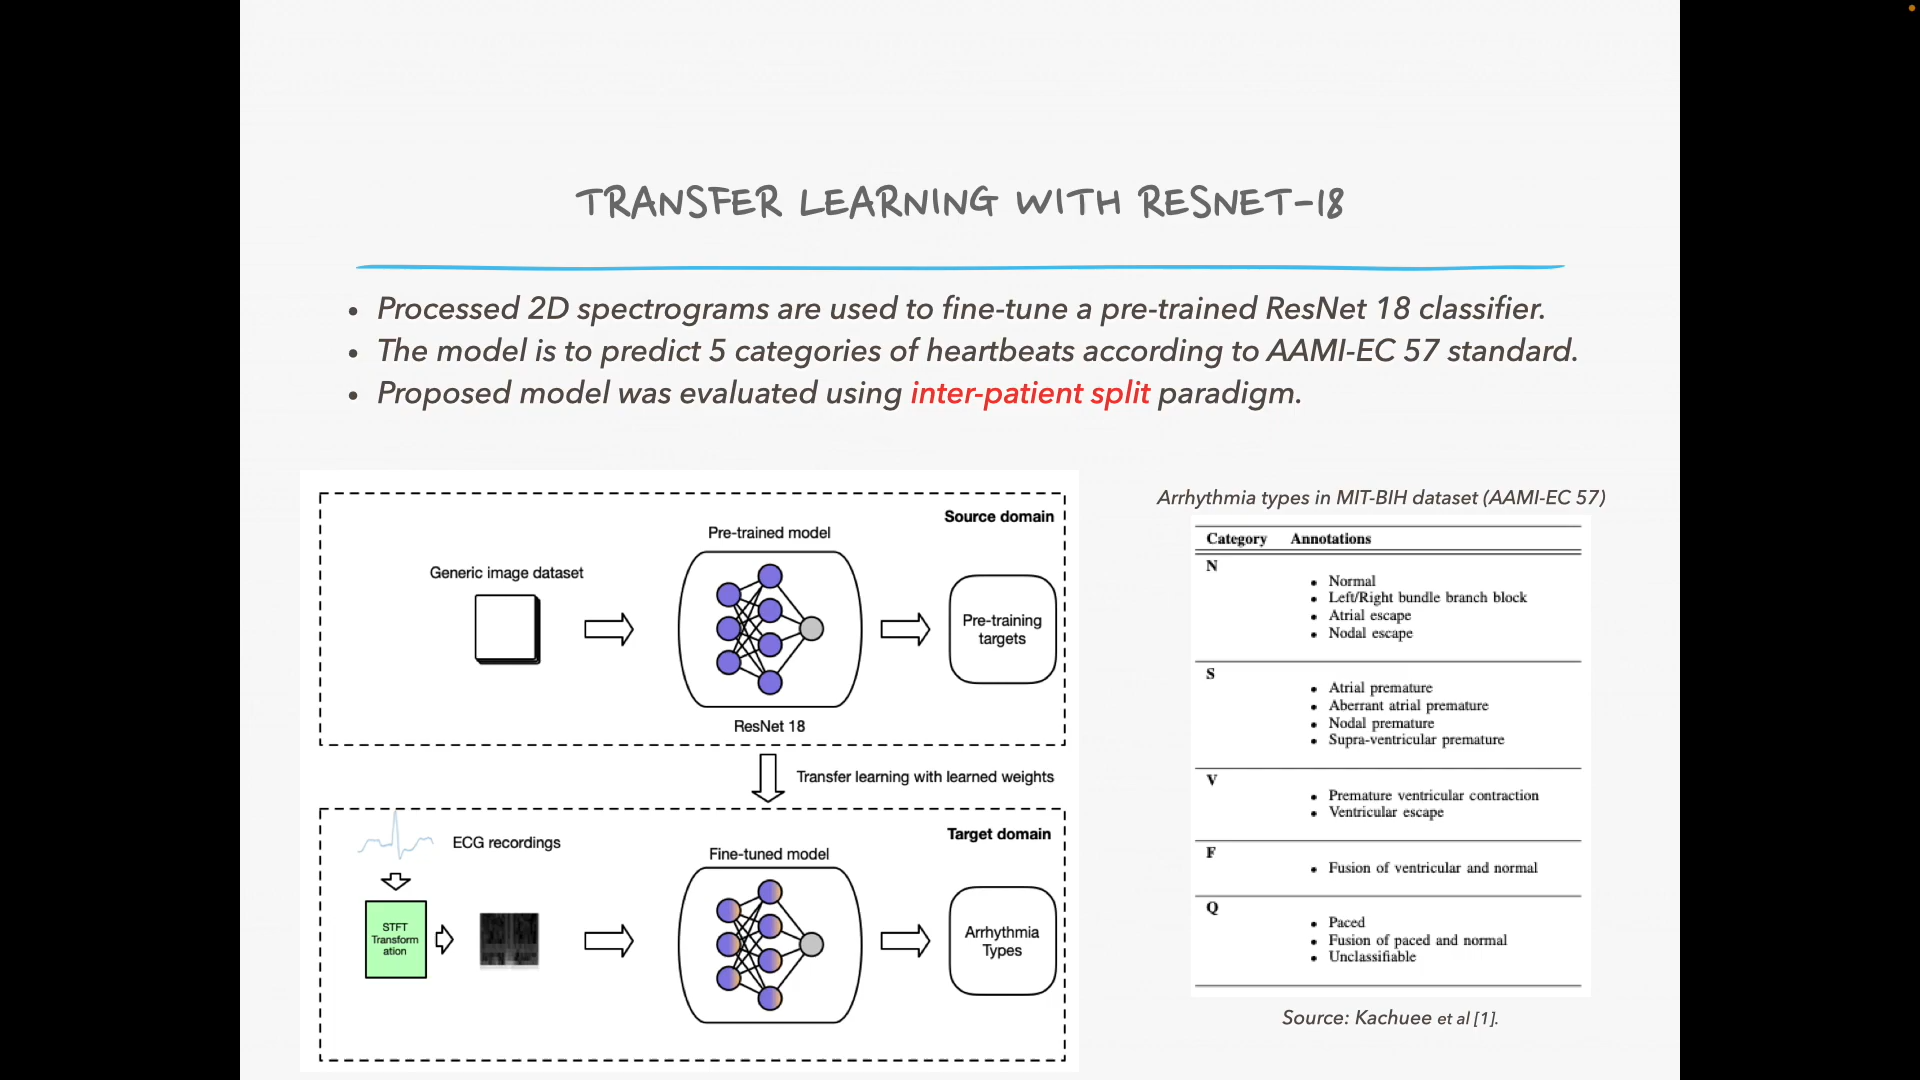 TRANSFER LEARNING WITH RESNET-18
• Processed 2D spectrograms are used to fine-tune a pre-trained ResNet 18 classifier.
• The model is to predict 5 categories of heartbeats according to AAMI-EC 57 standard.
• Proposed model was evaluated using inter-patient split paradigm.
Source domain
Pre-trained model
Generic image dataset
Pre-training
targets
ResNet 18
Transfer learning with learned weights
Target domain
ECG recordings
Fine-tuned model
STFT
Transform
ation
Arrhythmia
Types
Arrhythmia types in MIT-BIH dataset (AAMI-EC 57)
Category Annotations
N
• Normal
• Left/Right bundle branch block
• Atrial escape
• Nodal escape
S
• Atrial premature
• Aberrant atrial premature
• Nodal premature
• Supra-ventricular premature
V
• Premature ventricular contraction
• Ventricular escape
F
• Fusion of ventricular and normal
Q
• Paced
• Fusion of paced and normal
• Unclassifiable
Source: Kachuee et al [1].